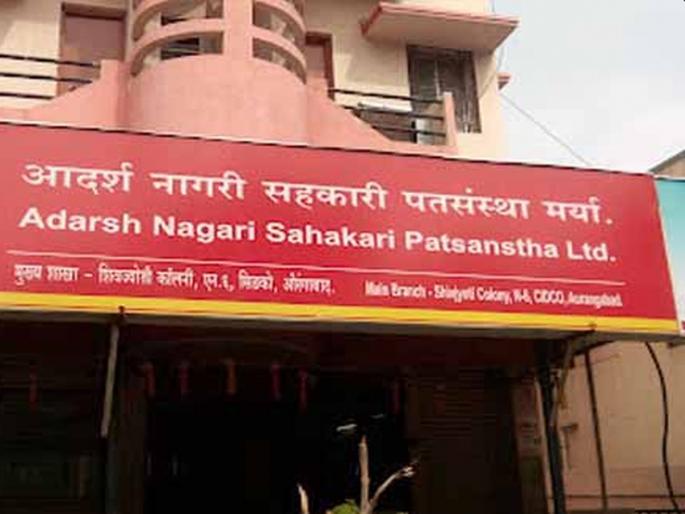 आदर्श नागरी सहकारी पतसंस्था मर्या.
Adarsh Nagari Sahakari Patsanstha Ltd.
मुख्य शाखा - शिवज्योती कॉलनी, एन.६, सिडको, औरंगाबाद.
Main Branch - Shivjyoti Colony, N-6, CIDCO, Aurangabad.